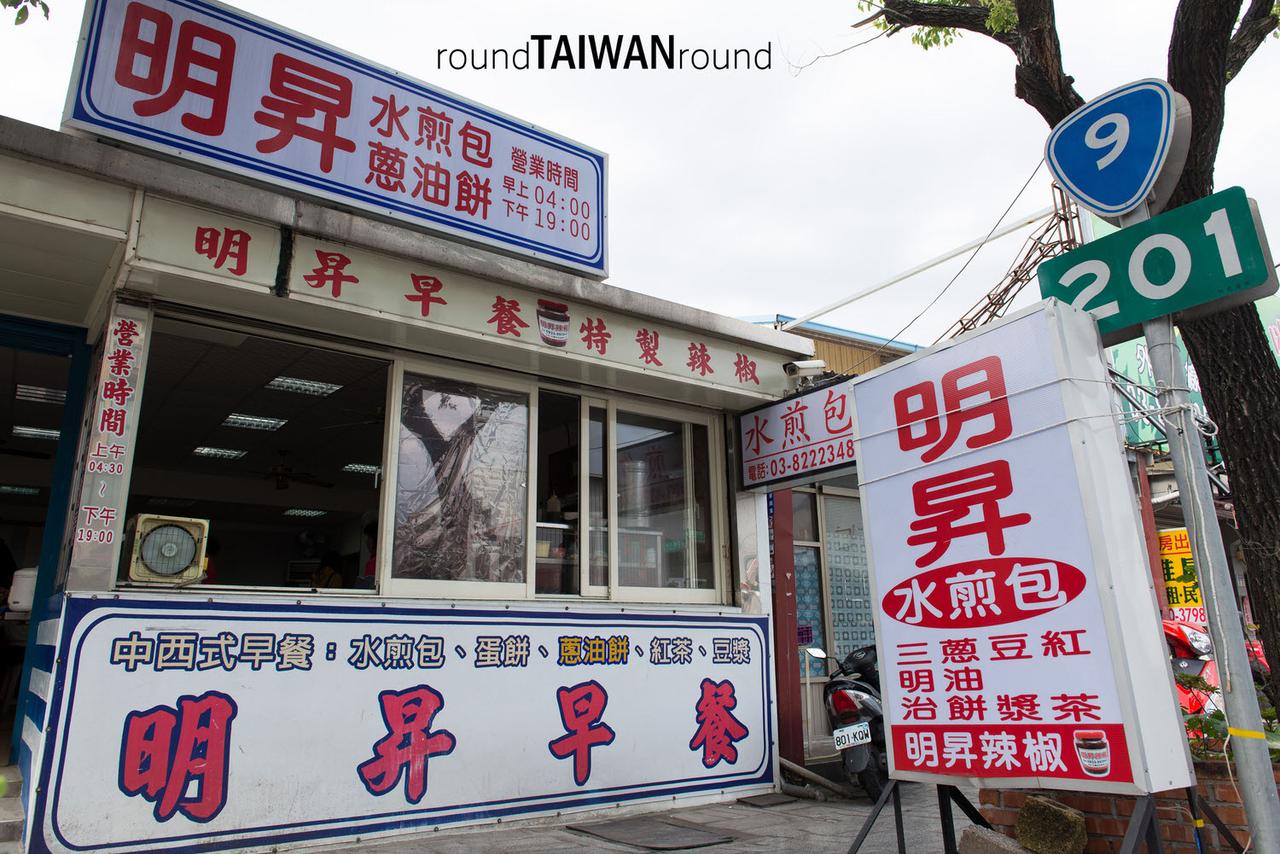 roundTAIWANround
明昇
水煎包
蔥油餅
營業時間
早上 04:00
下午 19:00
明昇早餐 特製辣椒
營業時間
上午
04:30
~
下午
19:00
中西式早餐：水煎包、蛋餅、蔥油餅、紅茶、豆漿
明昇早餐
水煎包
電話:03-8222348
9
201
明昇
水煎包
三明治
蔥油餅
豆漿
紅茶
明昇辣椒
801-KQW
房出